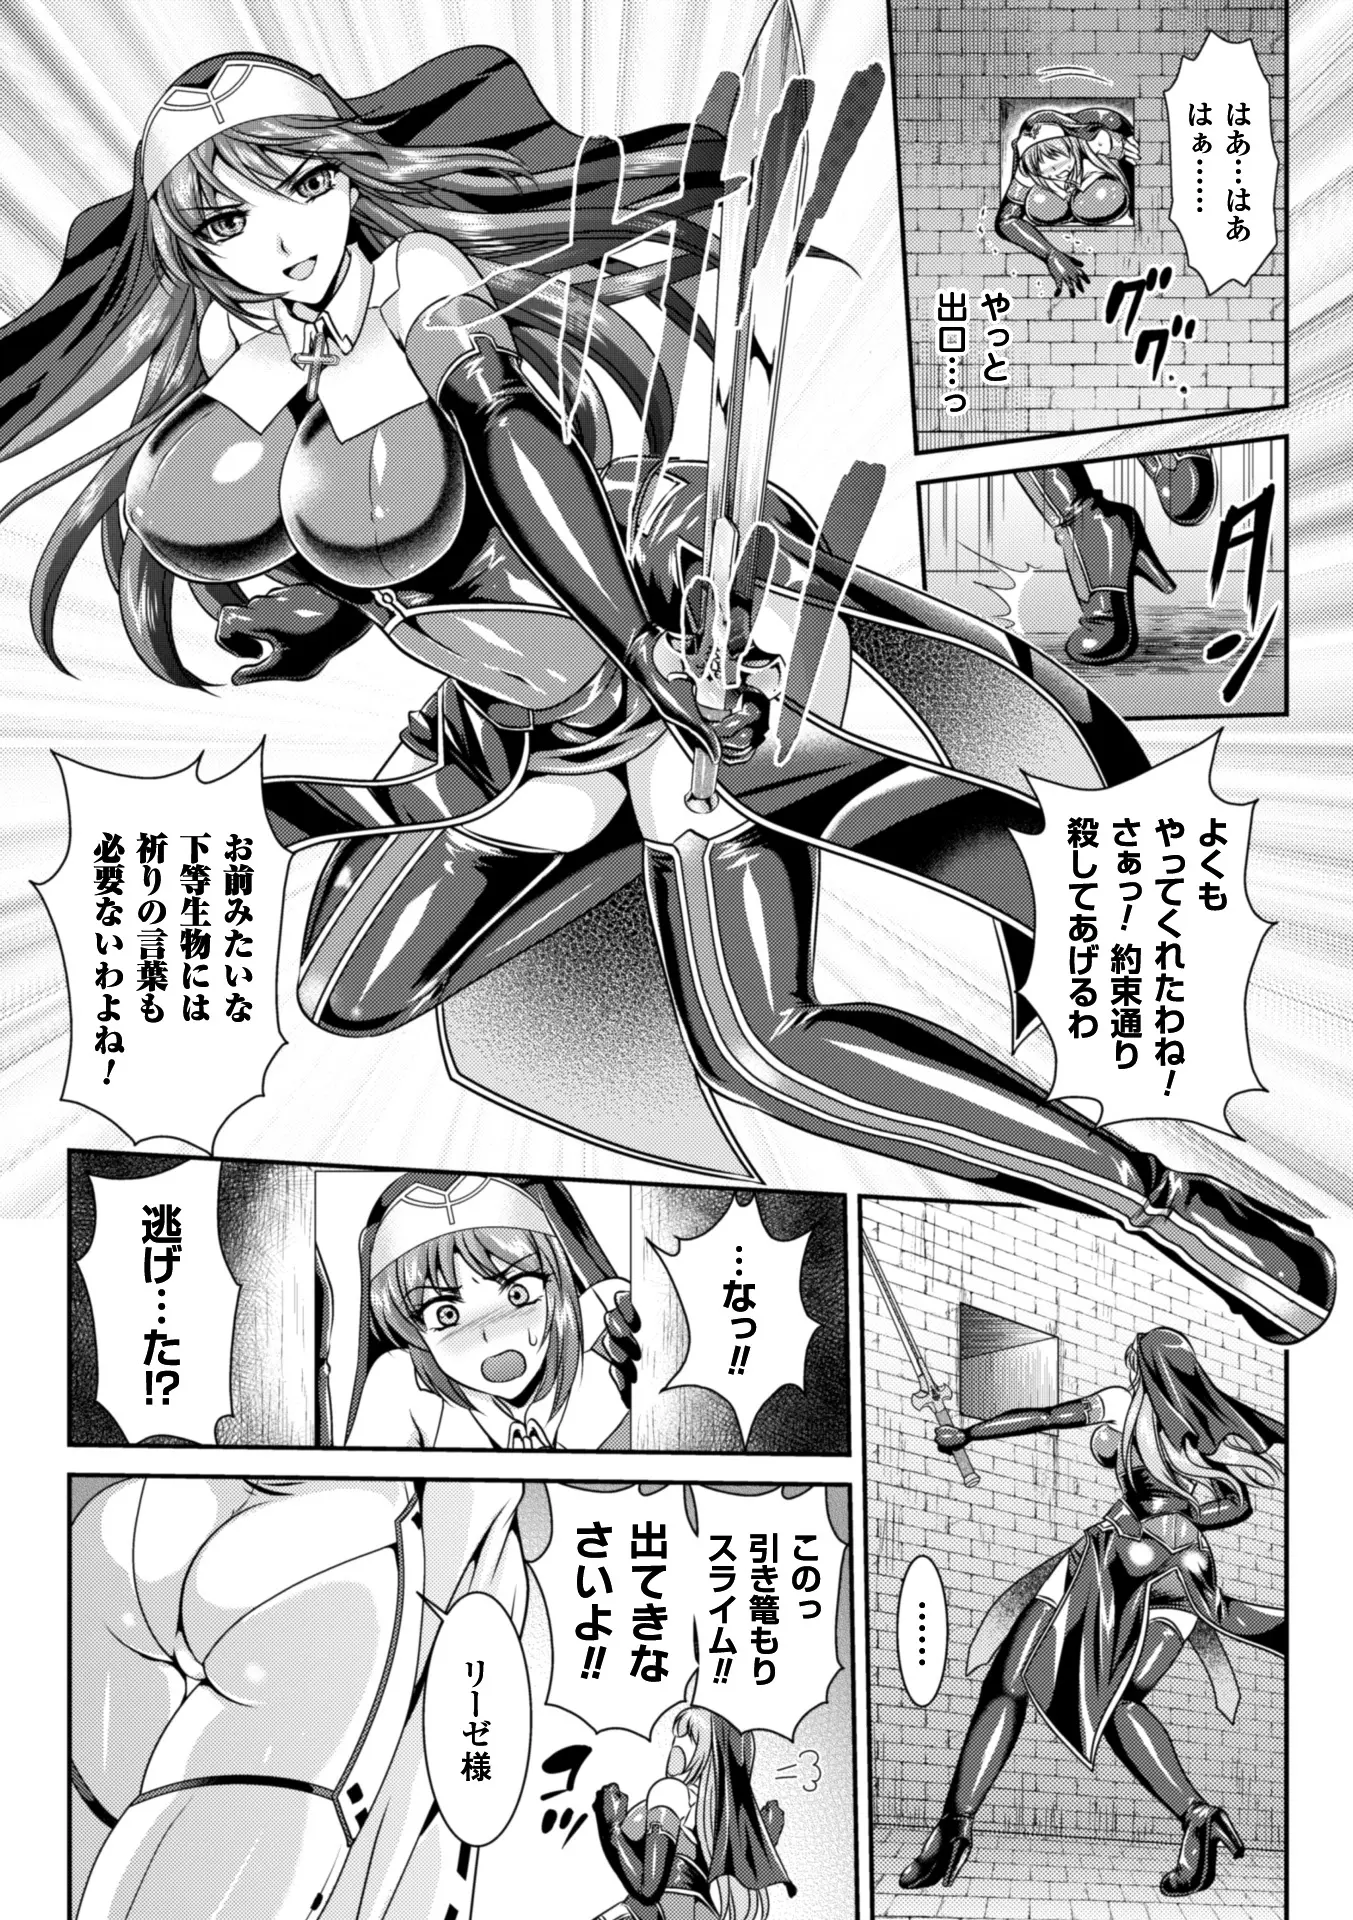 はあ…はあ
はぁ………
やっと
出口…っ
グッ
グッ…
タンッ
よくも
やってくれたわね！
さぁっ！約束通り
殺してあげるわ
お前みたいな
下等生物には
祈りの言葉も
必要ないわよね！
…なっ!!
逃げ…た!?
……
このっ
引き篭もり
スライム!!
出てきな
さいよ!!
リーゼ様